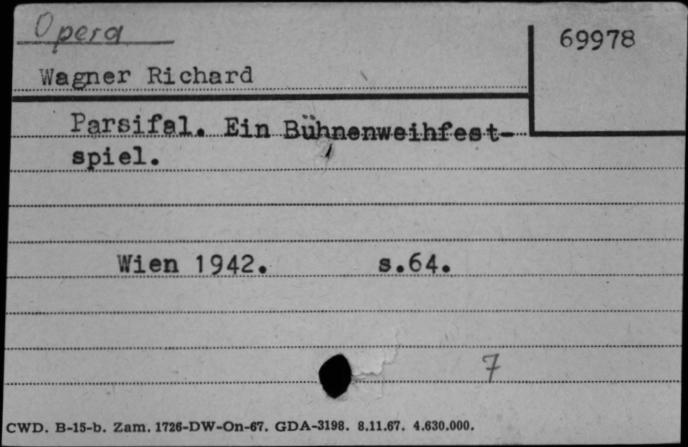 Opera
69978
Wagner Richard
Parsifal. Ein Bühnenweihfest-
spiel.
Wien 1942. s.64.
7
CWD. B-15-b. Zam. 1726-DW-On-67. GDA-3198. 8.11.67. 4.630.000.